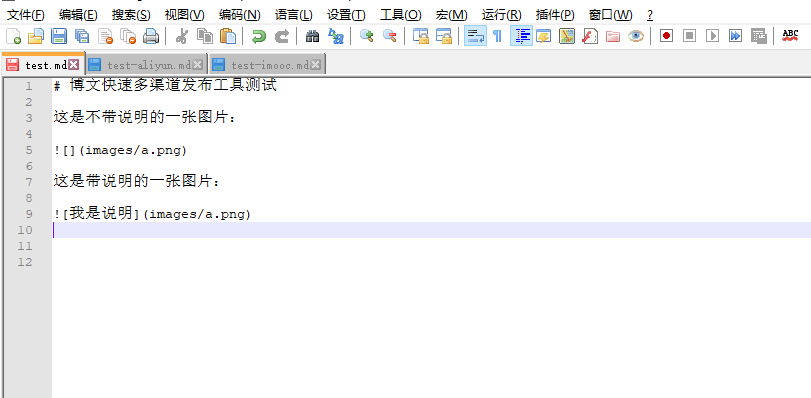 文件(F) 编辑(E) 搜索(S) 视图(V) 编码(N) 语言(L) 设置(T) 工具(O) 宏(M) 运行(R) 插件(P) 窗口(W) ?
ABC
test.md test-aliyun.md test-imooc.md
1 # 博文快速多渠道发布工具测试
2
3 这是不带说明的一张图片：
4
5 ![](images/a.png)
6
7 这是带说明的一张图片：
8
9 ![我是说明](images/a.png)
10
11
12